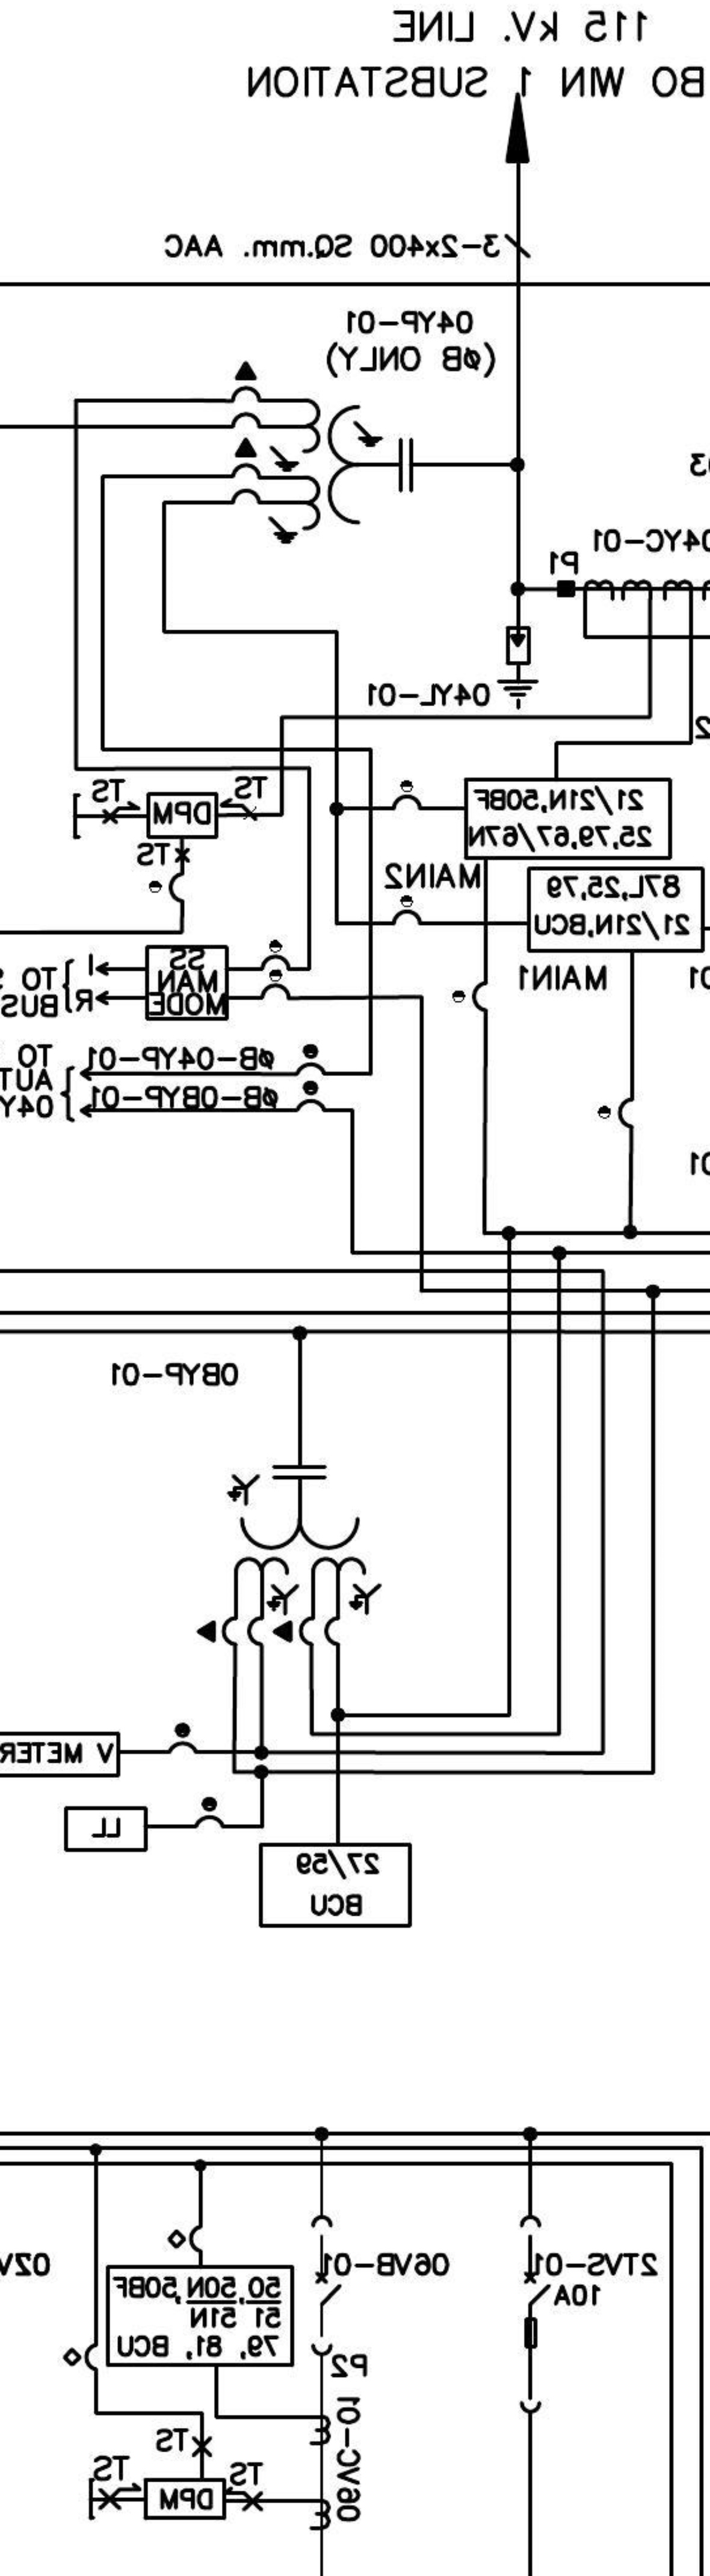 115 kV. LINE
BO WIN 1 SUBSTATION
3-2x400 SQ.mm. AAC
04YP-01
(øB ONLY)
04YC-01
P1
04YL-01
TS
DPM
TS
TS
21/21N,50BF
25,79,67/67N
MAIN2
87L,25,79
21/21N,BCU
MAIN1
SS
MAN
MODE
I
R
TO
BUS
øB-04YP-01
øB-0BYP-01
TO
AUT
04Y
0BYP-01
V METER
LL
27/59
BCU
06VB-01
2TVS-01
10A
50,50N,50BF
51 51N
79, 81, BCU
P2
06VC-01
TS
TS
DPM
TS